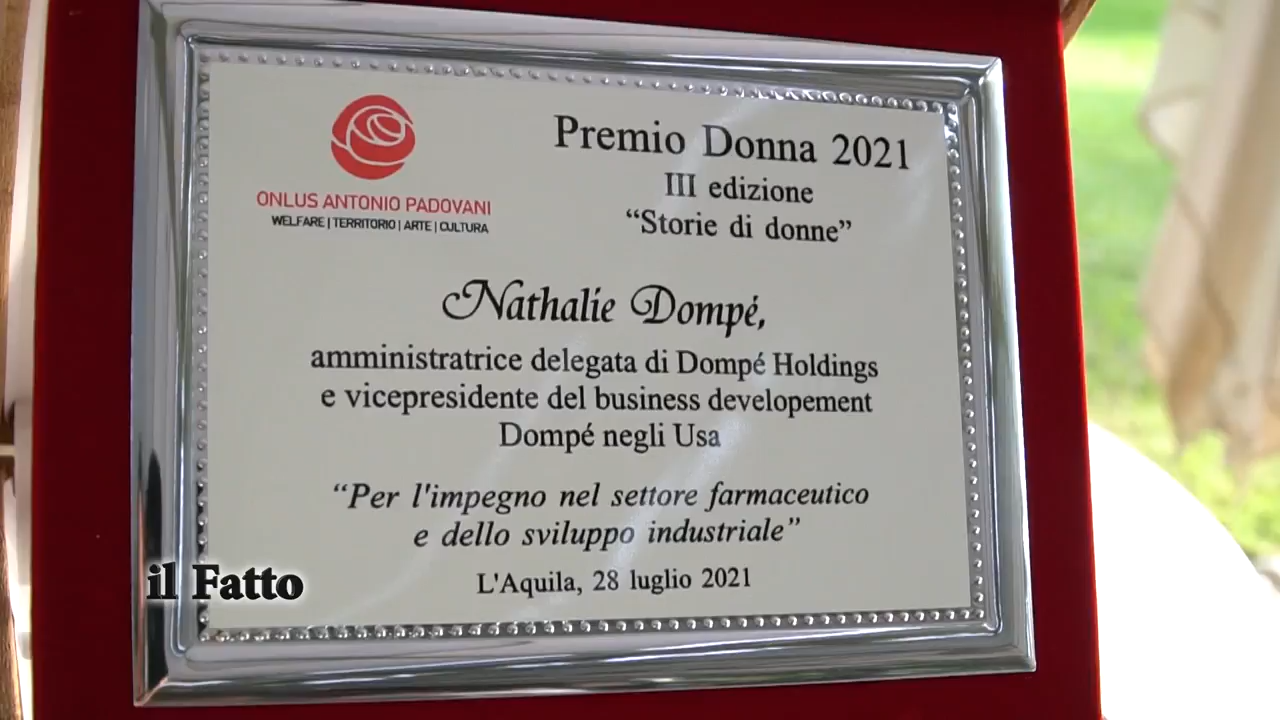 ONLUS ANTONIO PADOVANI
WELFARE | TERRITORIO | ARTE | CULTURA
Premio Donna 2021
III edizione
“Storie di donne”
Nathalie Dompé,
amministratrice delegata di Dompé Holdings
e vicepresidente del business developement
Dompé negli Usa
“Per l'impegno nel settore farmaceutico
e dello sviluppo industriale”
L'Aquila, 28 luglio 2021
il Fatto